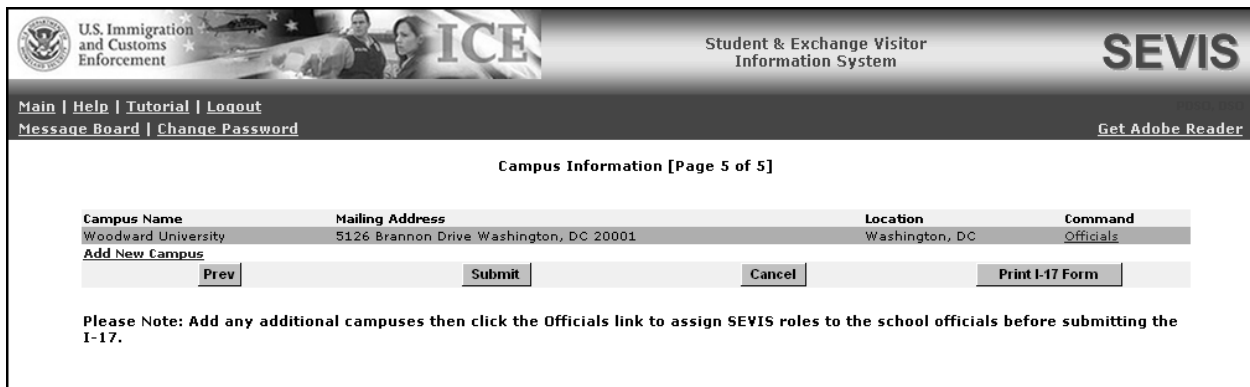 U.S. Immigration
and Customs
Enforcement
ICE
Student & Exchange Visitor
Information System
SEVIS
Main | Help | Tutorial | Logout
Message Board | Change Password
Get Adobe Reader
Campus Information [Page 5 of 5]
Campus Name Mailing Address Location Command
Woodward University 5126 Brannon Drive Washington, DC 20001 Washington, DC Officials
Add New Campus
Prev Submit Cancel Print I-17 Form
Please Note: Add any additional campuses then click the Officials link to assign SEVIS roles to the school officials before submitting the
I-17.